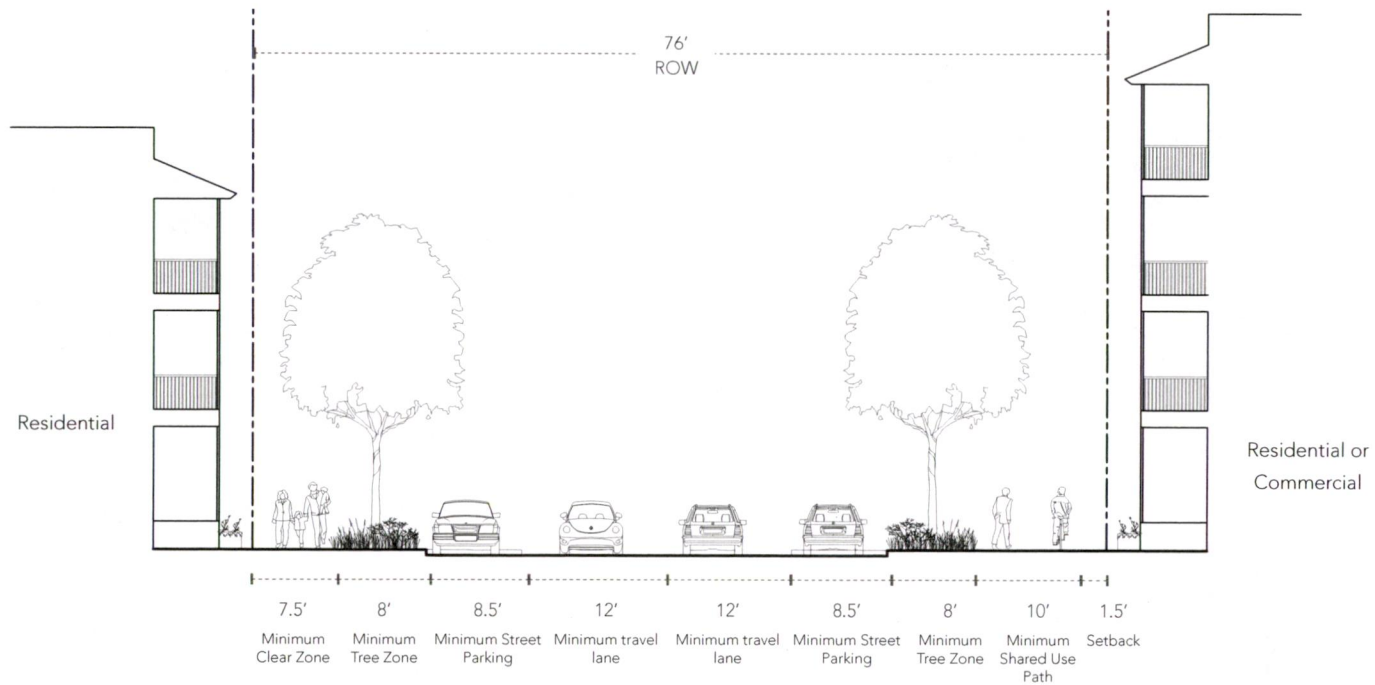 76'
ROW
Residential
Residential or
Commercial
7.5'
Minimum
Clear Zone
8'
Minimum
Tree Zone
8.5'
Minimum Street
Parking
12'
Minimum travel
lane
12'
Minimum travel
lane
8.5'
Minimum Street
Parking
8'
Minimum
Tree Zone
10'
Minimum
Shared Use
Path
1.5'
Setback